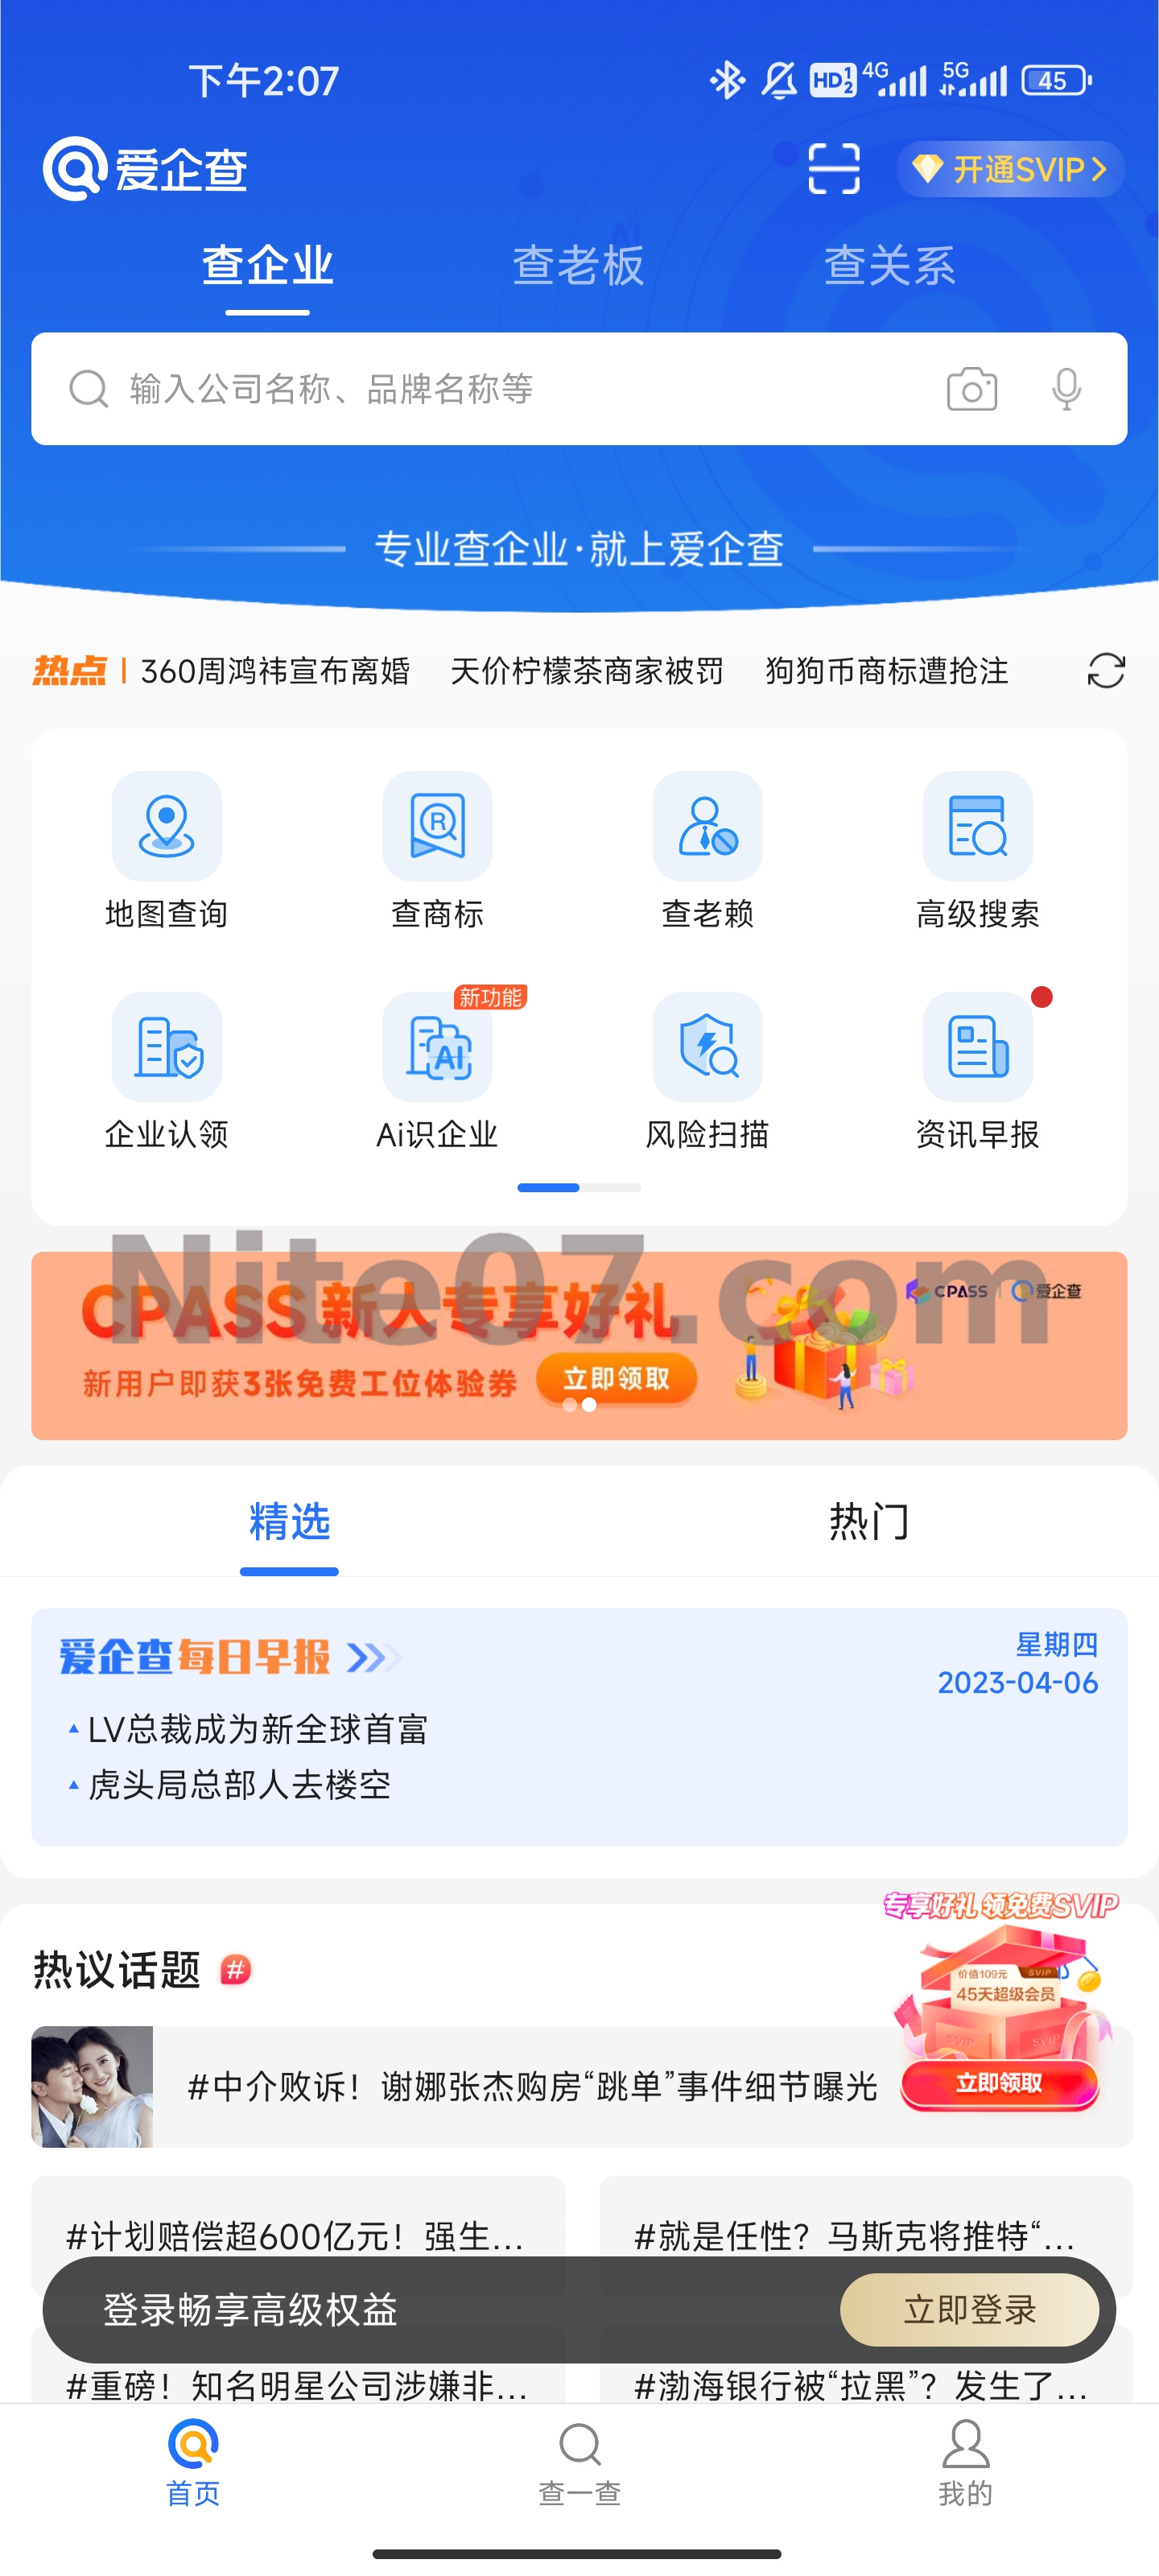 下午2:07
HD 1 2 4G 5G 45
爱企查
开通SVIP
查企业 查老板 查关系
输入公司名称、品牌名称等
专业查企业·就上爱企查
热点 360周鸿祎宣布离婚 天价柠檬茶商家被罚 狗狗币商标遭抢注
R
地图查询 查商标 查老赖 高级搜索
新功能
AI
企业认领 Ai识企业 风险扫描 资讯早报
Nite07.com
CPASS 爱企查
CPASS 新人专享好礼
新用户即获3张免费工位体验券 立即领取
精选 热门
爱企查每日早报
星期四
2023-04-06
LV总裁成为新全球首富
虎头局总部人去楼空
专享好礼 领免费SVIP
热议话题 #
价值109元 SVIP
45天超级会员
SVIP SVIP
立即领取
#中介败诉！谢娜张杰购房“跳单”事件细节曝光
#计划赔偿超600亿元！强生... #就是任性？马斯克将推特“...
登录畅享高级权益 立即登录
#重磅！知名明星公司涉嫌非... #渤海银行被“拉黑”？发生了...
首页 查一查 我的